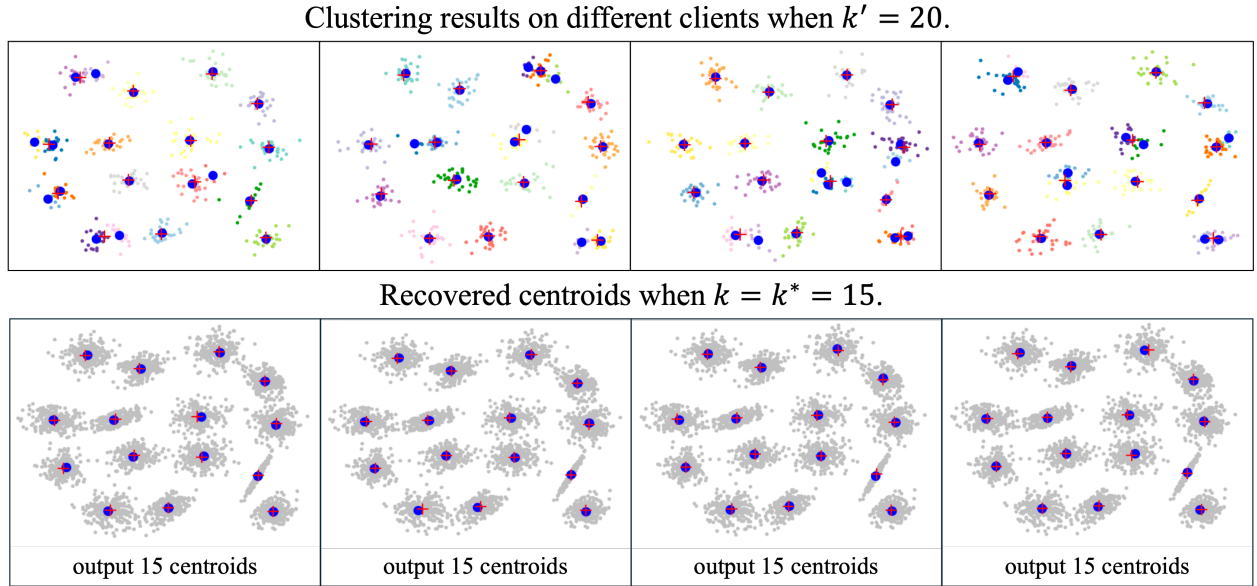 Clustering results on different clients when k′ = 20.
Recovered centroids when k = k* = 15.
output 15 centroids
output 15 centroids
output 15 centroids
output 15 centroids